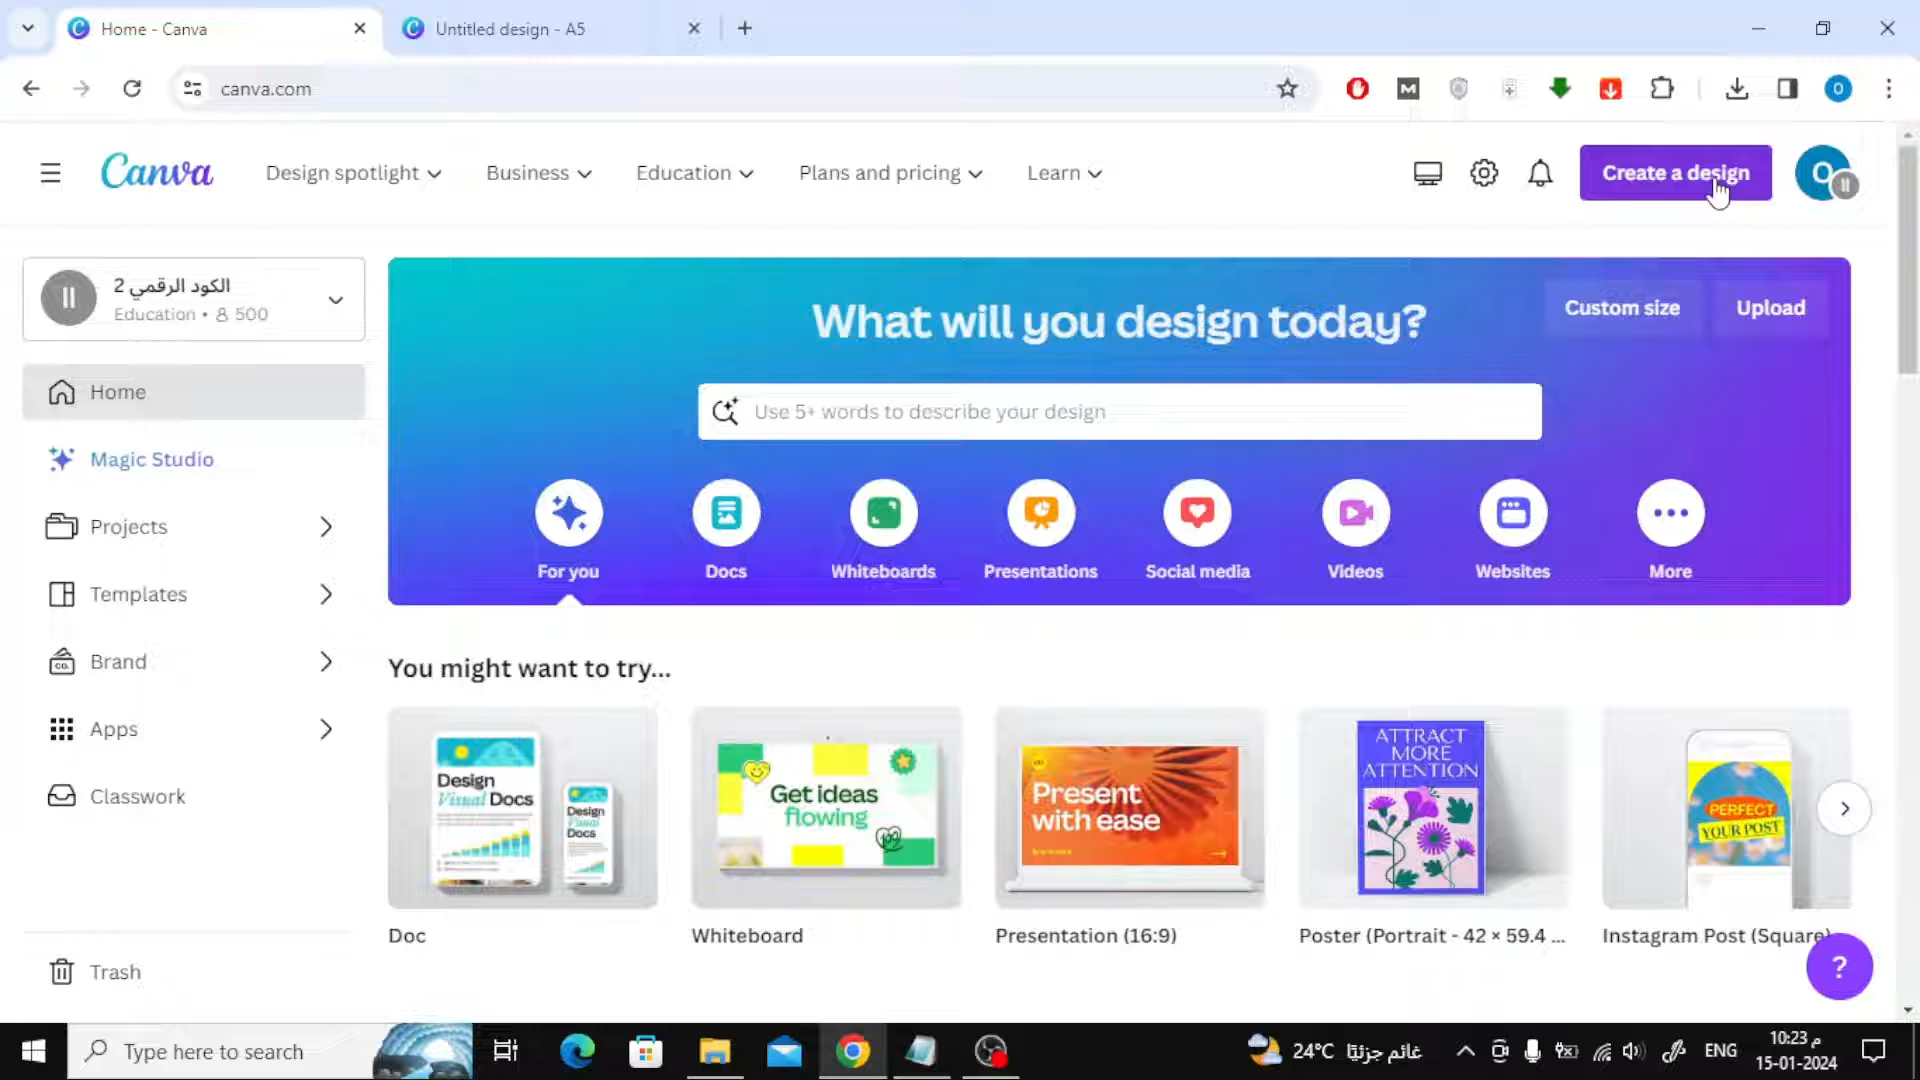 Home - Canva
Untitled design - A5
canva.com
Canva
Design spotlight
Business
Education
Plans and pricing
Learn
Create a design
O
الكود الرقمي 2
Education • 500
Home
Magic Studio
Projects
Templates
Brand
Apps
Classwork
Trash
What will you design today?
Custom size
Upload
Use 5+ words to describe your design
For you
Docs
Whiteboards
Presentations
Social media
Videos
Websites
More
You might want to try...
Design
Visual Docs
Design
Visual
Docs
Get ideas
flowing
Present
with ease
ATTRACT
MORE
ATTENTION
PERFECT
YOUR POST
Doc
Whiteboard
Presentation (16:9)
Poster (Portrait - 42 × 59.4 ...
Instagram Post (Square)
?
Type here to search
24°C غائم جزئيًا
ENG
10:23 م
15-01-2024